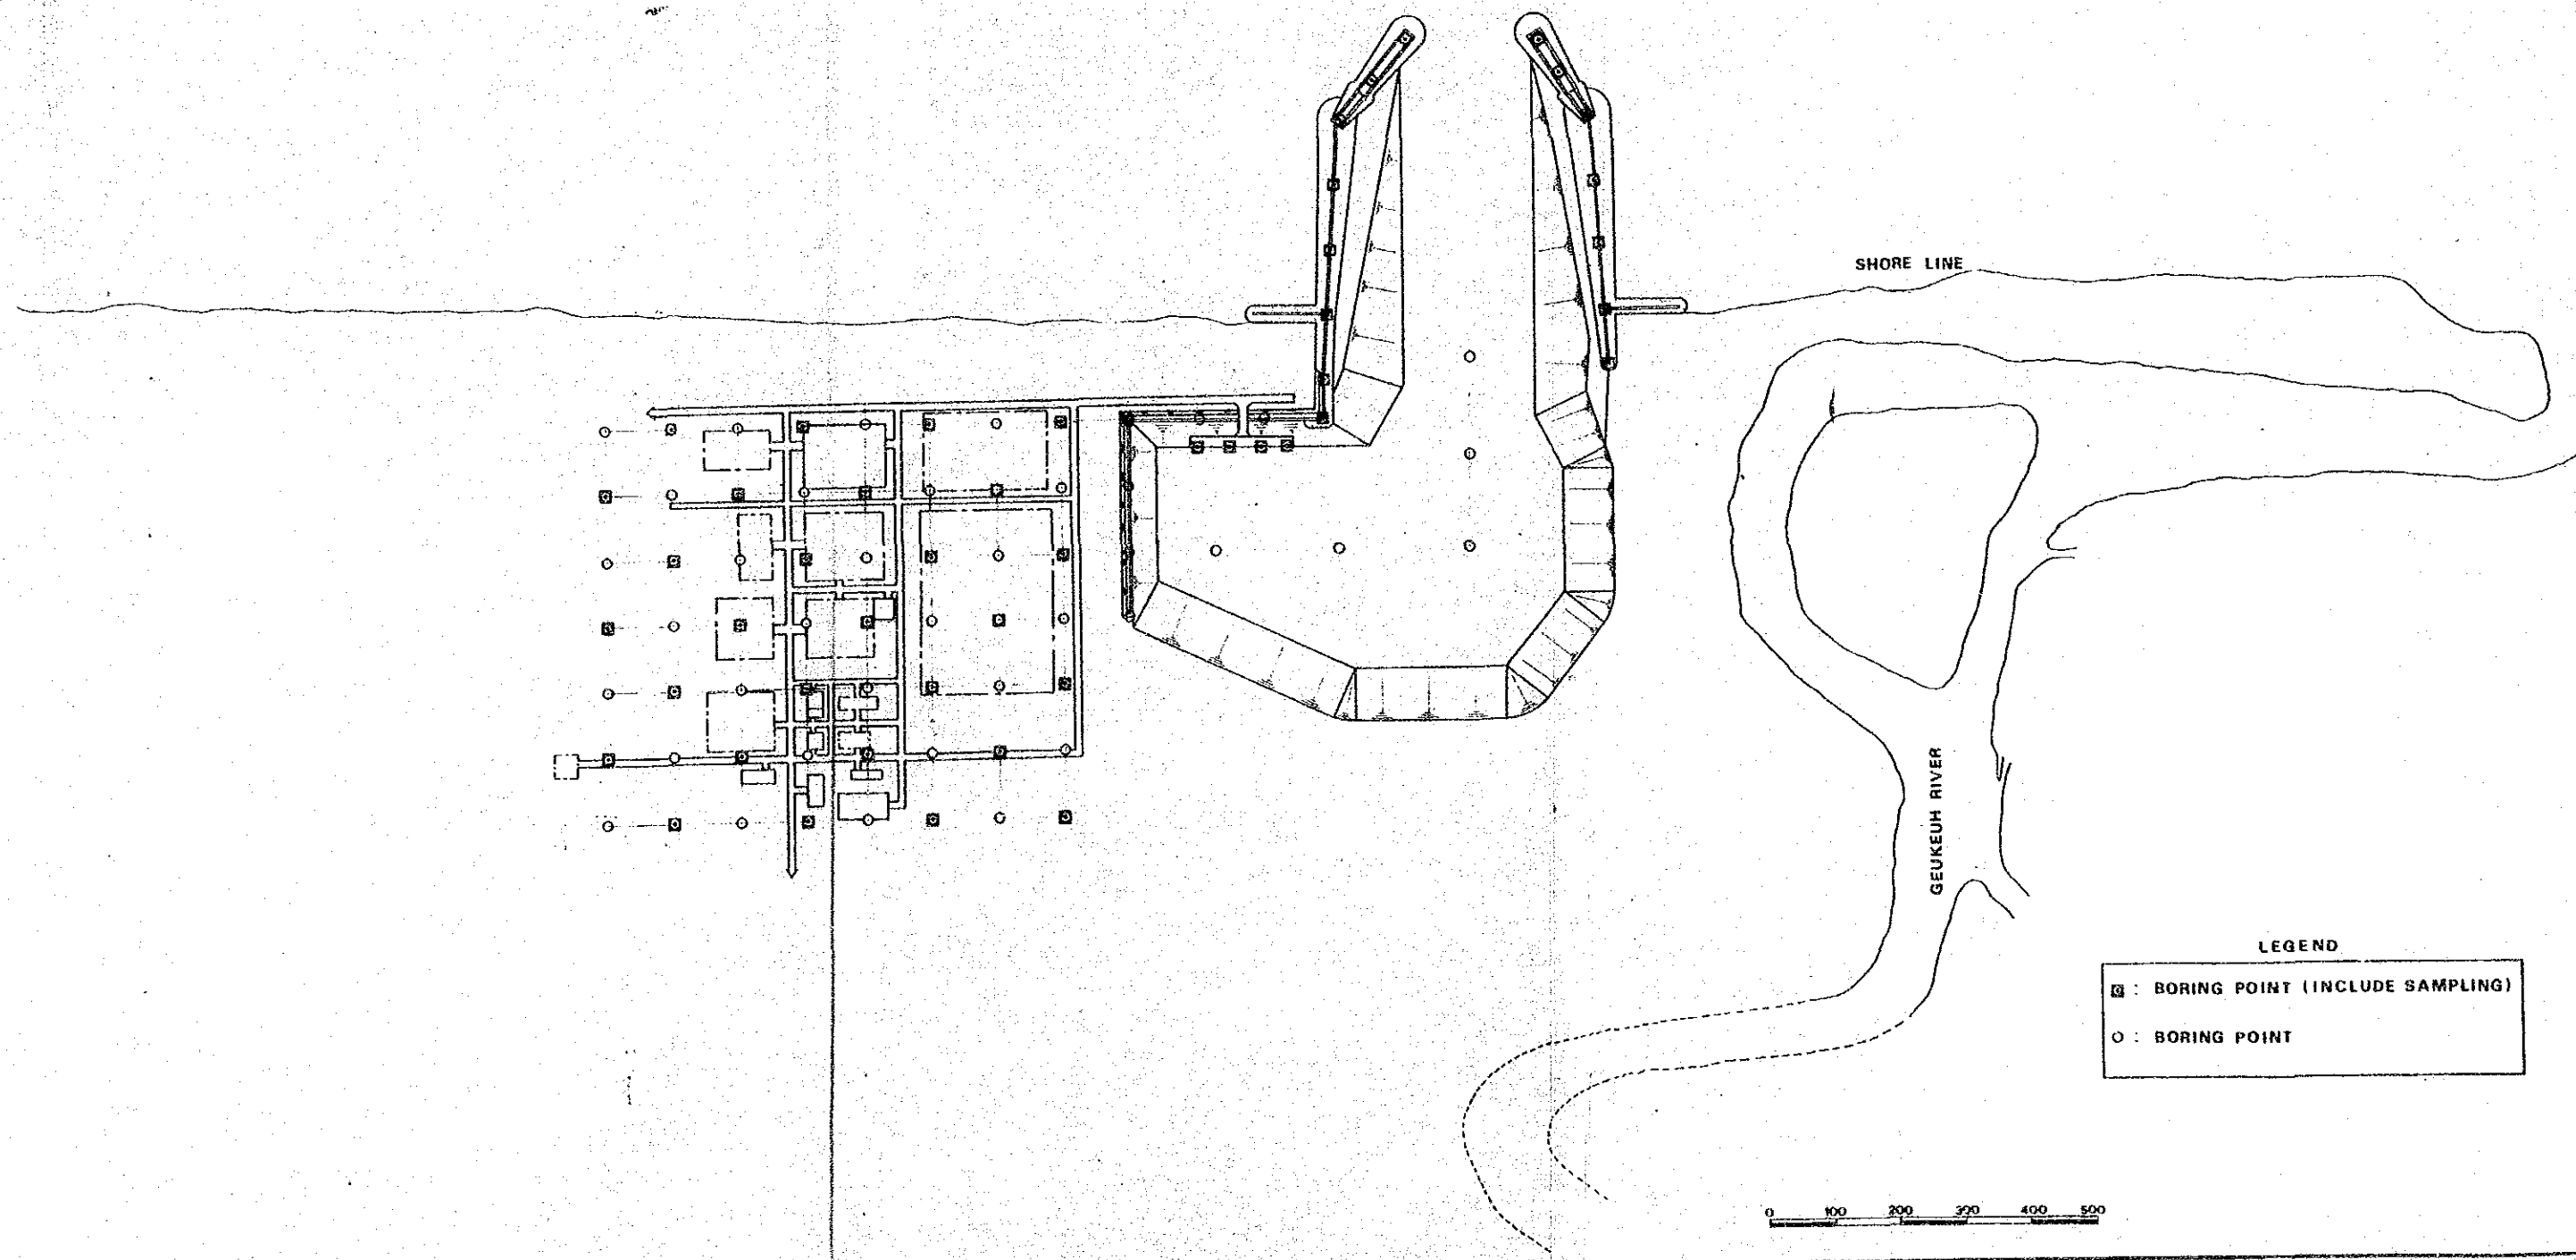 SHORE LINE
GEUKEUH RIVER
LEGEND
: BORING POINT (INCLUDE SAMPLING)
O : BORING POINT
0 100 200 300 400 500